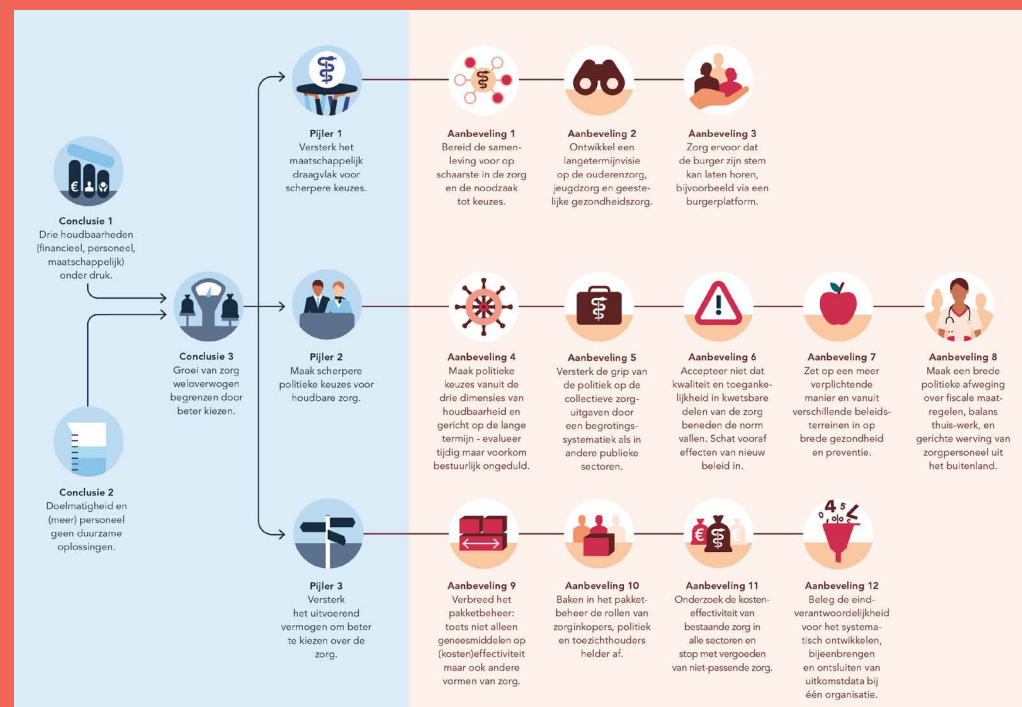 Conclusie 1
Drie houdbaarheden
(financieel, personeel,
maatschappelijk)
onder druk.
Conclusie 2
Doelmatigheid en
(meer) personeel
geen duurzame
oplossingen.
Conclusie 3
Groei van zorg
weloverwogen
begrenzen door
beter kiezen.
Pijler 1
Versterk het
maatschappelijk
draagvlak voor
scherpere keuzes.
Aanbeveling 1
Bereid de samen-
leving voor op
schaarste in de zorg
en de noodzaak
tot keuzes.
Aanbeveling 2
Ontwikkel een
langetermijnvisie
op de ouderenzorg,
jeugdzorg en geeste-
lijke gezondheidszorg.
Aanbeveling 3
Zorg ervoor dat
de burger zijn stem
kan laten horen,
bijvoorbeeld via een
burgerplatform.
Pijler 2
Maak scherpere
politieke keuzes voor
houdbare zorg.
Aanbeveling 4
Maak politieke
keuzes vanuit de
drie dimensies van
houdbaarheid en
gericht op de lange
termijn - evalueer
tijdig maar voorkom
bestuurlijk ongeduld.
Aanbeveling 5
Versterk de grip van
de politiek op de
collectieve zorg-
uitgaven door
een begrotings-
systematiek als in
andere publieke
sectoren.
Aanbeveling 6
Accepteer niet dat
kwaliteit en toeganke-
lijkheid in kwetsbare
delen van de zorg
beneden de norm
vallen. Schat vooraf
effecten van nieuw
beleid in.
Aanbeveling 7
Zet op een meer
verplichtende
manier en vanuit
verschillende beleids-
terreinen in op
brede gezondheid
en preventie.
Aanbeveling 8
Maak een brede
politieke afweging
over fiscale maat-
regelen, balans
thuis-werk, en
gerichte werving van
zorgpersoneel uit
het buitenland.
Pijler 3
Versterk
het uitvoerend
vermogen om beter
te kiezen over de
zorg.
Aanbeveling 9
Verbreed het
pakketbeheer:
toets niet alleen
geneesmiddelen op
(kosten)effectiviteit
maar ook andere
vormen van zorg.
Aanbeveling 10
Baken in het pakket-
beheer de rollen van
zorginkopers, politiek
en toezichthouders
helder af.
Aanbeveling 11
Onderzoek de kosten-
effectiviteit van
bestaande zorg in
alle sectoren en
stop met vergoeden
van niet-passende zorg.
Aanbeveling 12
Beleg de eind-
verantwoordelijkheid
voor het systema-
tisch ontwikkelen,
bijeenbrengen
en ontsluiten van
uitkomstdata bij
één organisatie.